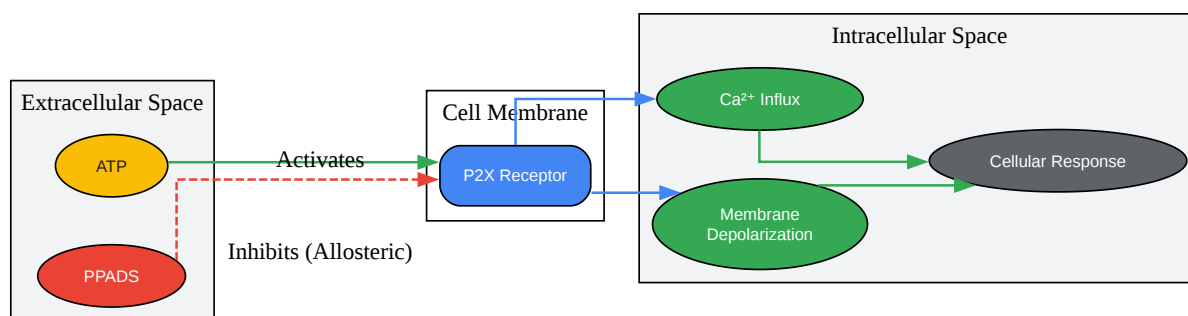 Extracellular Space
ATP
PPADS
Activates
Inhibits (Allosteric)
Cell Membrane
P2X Receptor
Intracellular Space
Ca²⁺ Influx
Membrane
Depolarization
Cellular Response